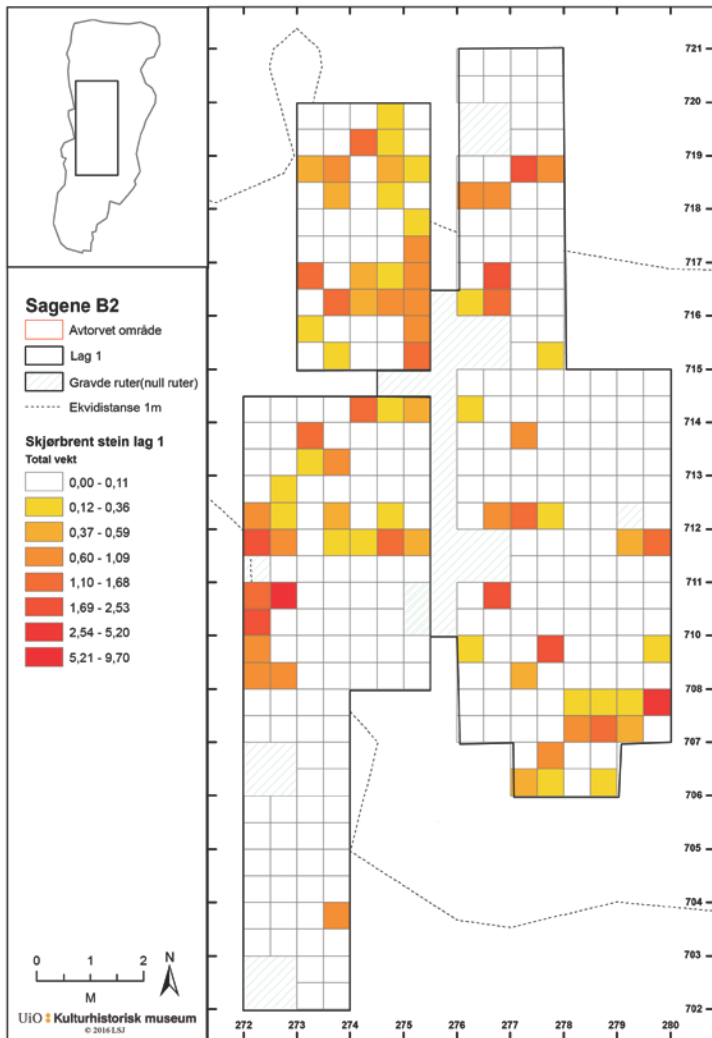 Sagene B2
Avtorvet område
Lag 1
Gravde ruter(null ruter)
Ekvidistanse 1m
Skjørbrent stein lag 1
Total vekt
0,00 - 0,11
0,12 - 0,36
0,37 - 0,59
0,60 - 1,09
1,10 - 1,68
1,69 - 2,53
2,54 - 5,20
5,21 - 9,70
0 1 2
M
N
UiO Kulturhistorisk museum
© 2016 LSJ
721
720
719
718
717
716
715
714
713
712
711
710
708
707
706
705
704
703
702
272 273 274 275 276 277 278 279 280